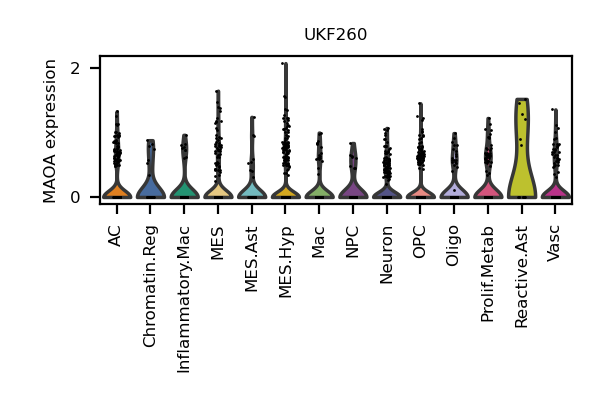 UKF260
MAOA expression
2
0
AC
Chromatin.Reg
Inflammatory.Mac
MES
MES.Ast
MES.Hyp
Mac
NPC
Neuron
OPC
Oligo
Prolif.Metab
Reactive.Ast
Vasc